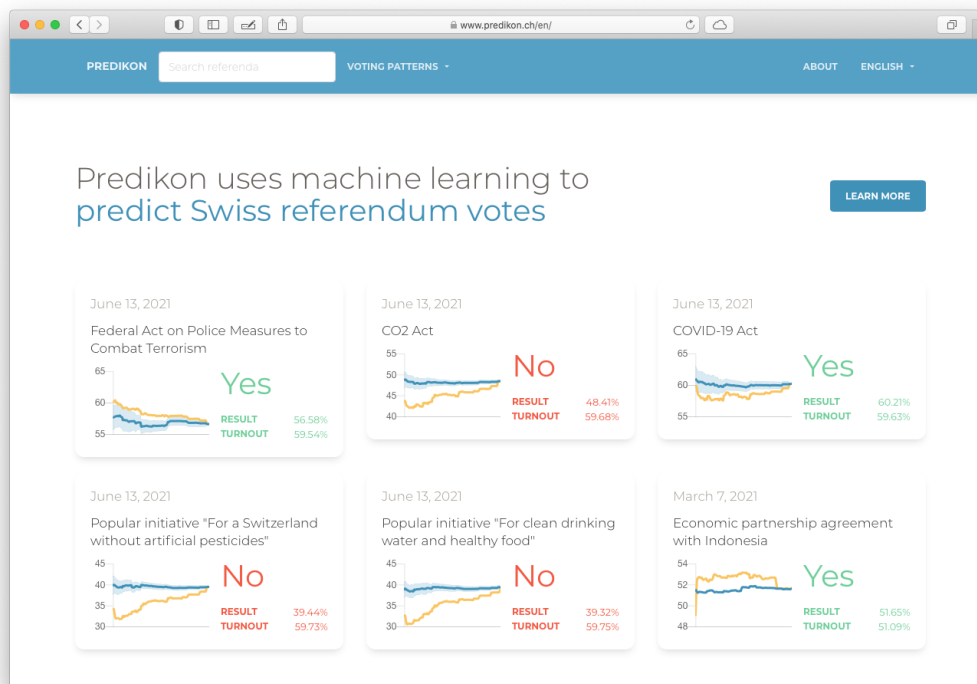 www.predikon.ch/en/
PREDIKON
Search referenda
VOTING PATTERNS
ABOUT
ENGLISH
Predikon uses machine learning to
predict Swiss referendum votes
LEARN MORE
June 13, 2021
Federal Act on Police Measures to
Combat Terrorism
65
60
55
Yes
RESULT 56.58%
TURNOUT 59.54%
June 13, 2021
CO2 Act
55
50
45
40
No
RESULT 48.41%
TURNOUT 59.68%
June 13, 2021
COVID-19 Act
65
60
55
Yes
RESULT 60.21%
TURNOUT 59.63%
June 13, 2021
Popular initiative "For a Switzerland
without artificial pesticides"
45
40
35
30
No
RESULT 39.44%
TURNOUT 59.73%
June 13, 2021
Popular initiative "For clean drinking
water and healthy food"
45
40
35
30
No
RESULT 39.32%
TURNOUT 59.75%
March 7, 2021
Economic partnership agreement
with Indonesia
54
52
50
48
Yes
RESULT 51.65%
TURNOUT 51.09%